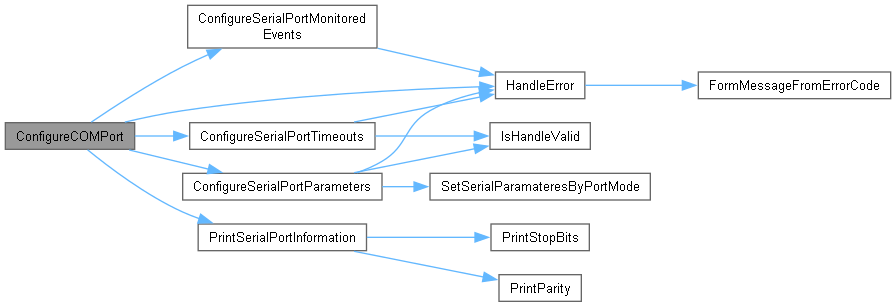 ConfigureSerialPortMonitored
Events
HandleError
FormMessageFromErrorCode
ConfigureCOMPort
ConfigureSerialPortTimeouts
IsHandleValid
ConfigureSerialPortParameters
SetSerialParamateresByPortMode
PrintSerialPortInformation
PrintStopBits
PrintParity